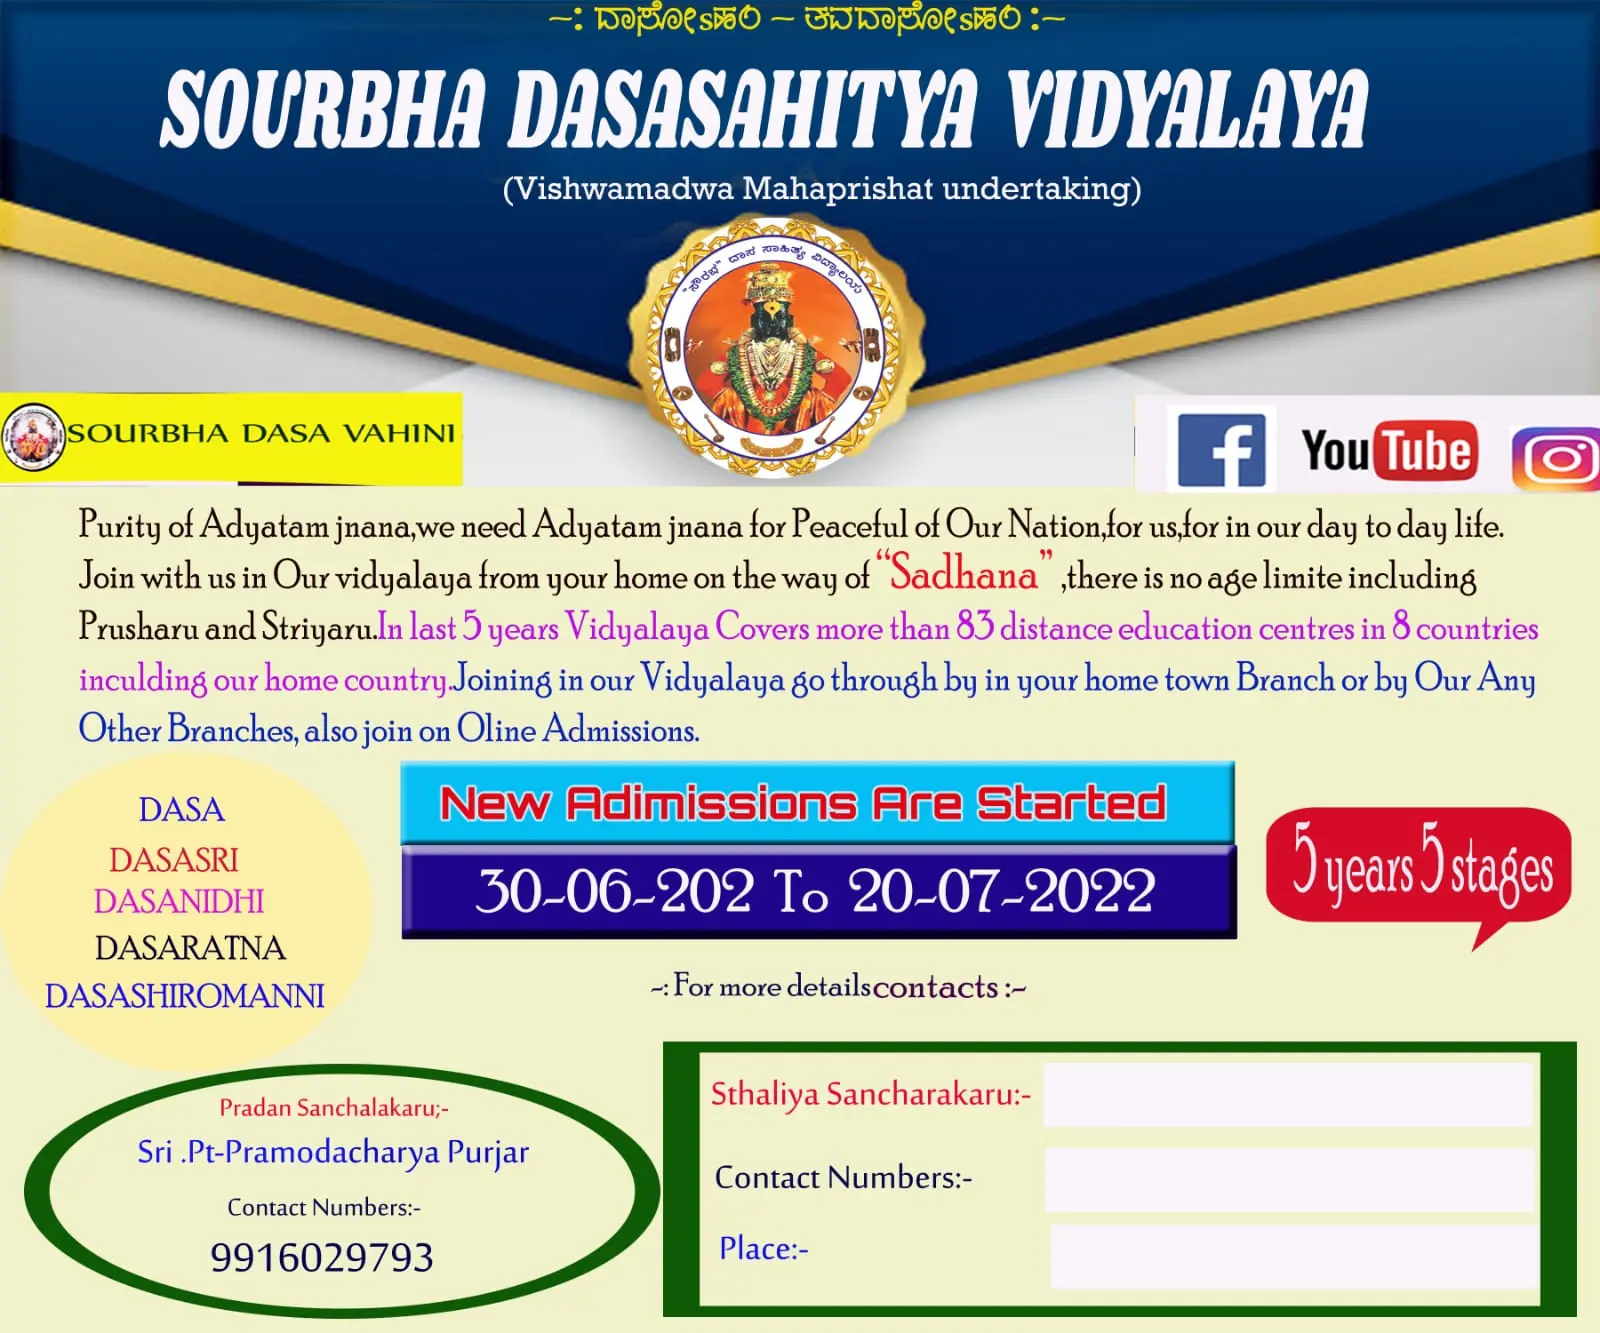 ~: ದಾಸೋsಹಂ – ತವದಾಸೋsಹಂ :~
SOURBHA DASASAHITYA VIDYALAYA
(Vishwamadwa Mahaprishat undertaking)
"ಸೌರಭ" ದಾಸ ಸಾಹಿತ್ಯ ವಿದ್ಯಾಲಯ
SOURBHA DASA VAHINI
f YouTube
Purity of Adyatam jnana,we need Adyatam jnana for Peaceful of Our Nation,for us,for in our day to day life.
Join with us in Our vidyalaya from your home on the way of “Sadhana” ,there is no age limite including
Prusharu and Striyaru.In last 5 years Vidyalaya Covers more than 83 distance education centres in 8 countries
inculding our home country.Joining in our Vidyalaya go through by in your home town Branch or by Our Any
Other Branches, also join on Oline Admissions.
DASA
DASASRI
DASANIDHI
DASARATNA
DASASHIROMANNI
New Adimissions Are Started
30-06-202 To 20-07-2022
5 years 5 stages
~: For more details contacts :~
Pradan Sanchalakaru;-
Sri .Pt-Pramodacharya Purjar
Contact Numbers:-
9916029793
Sthaliya Sancharakaru:-
Contact Numbers:-
Place:-